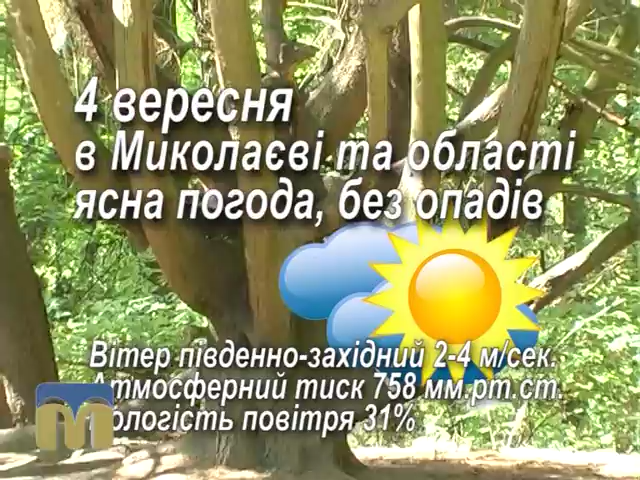 4 вересня
в Миколаєві та області
ясна погода, без опадів
Вітер південно-західний 2-4 м/сек.
Атмосферний тиск 758 мм.рт.ст.
Вологість повітря 31%